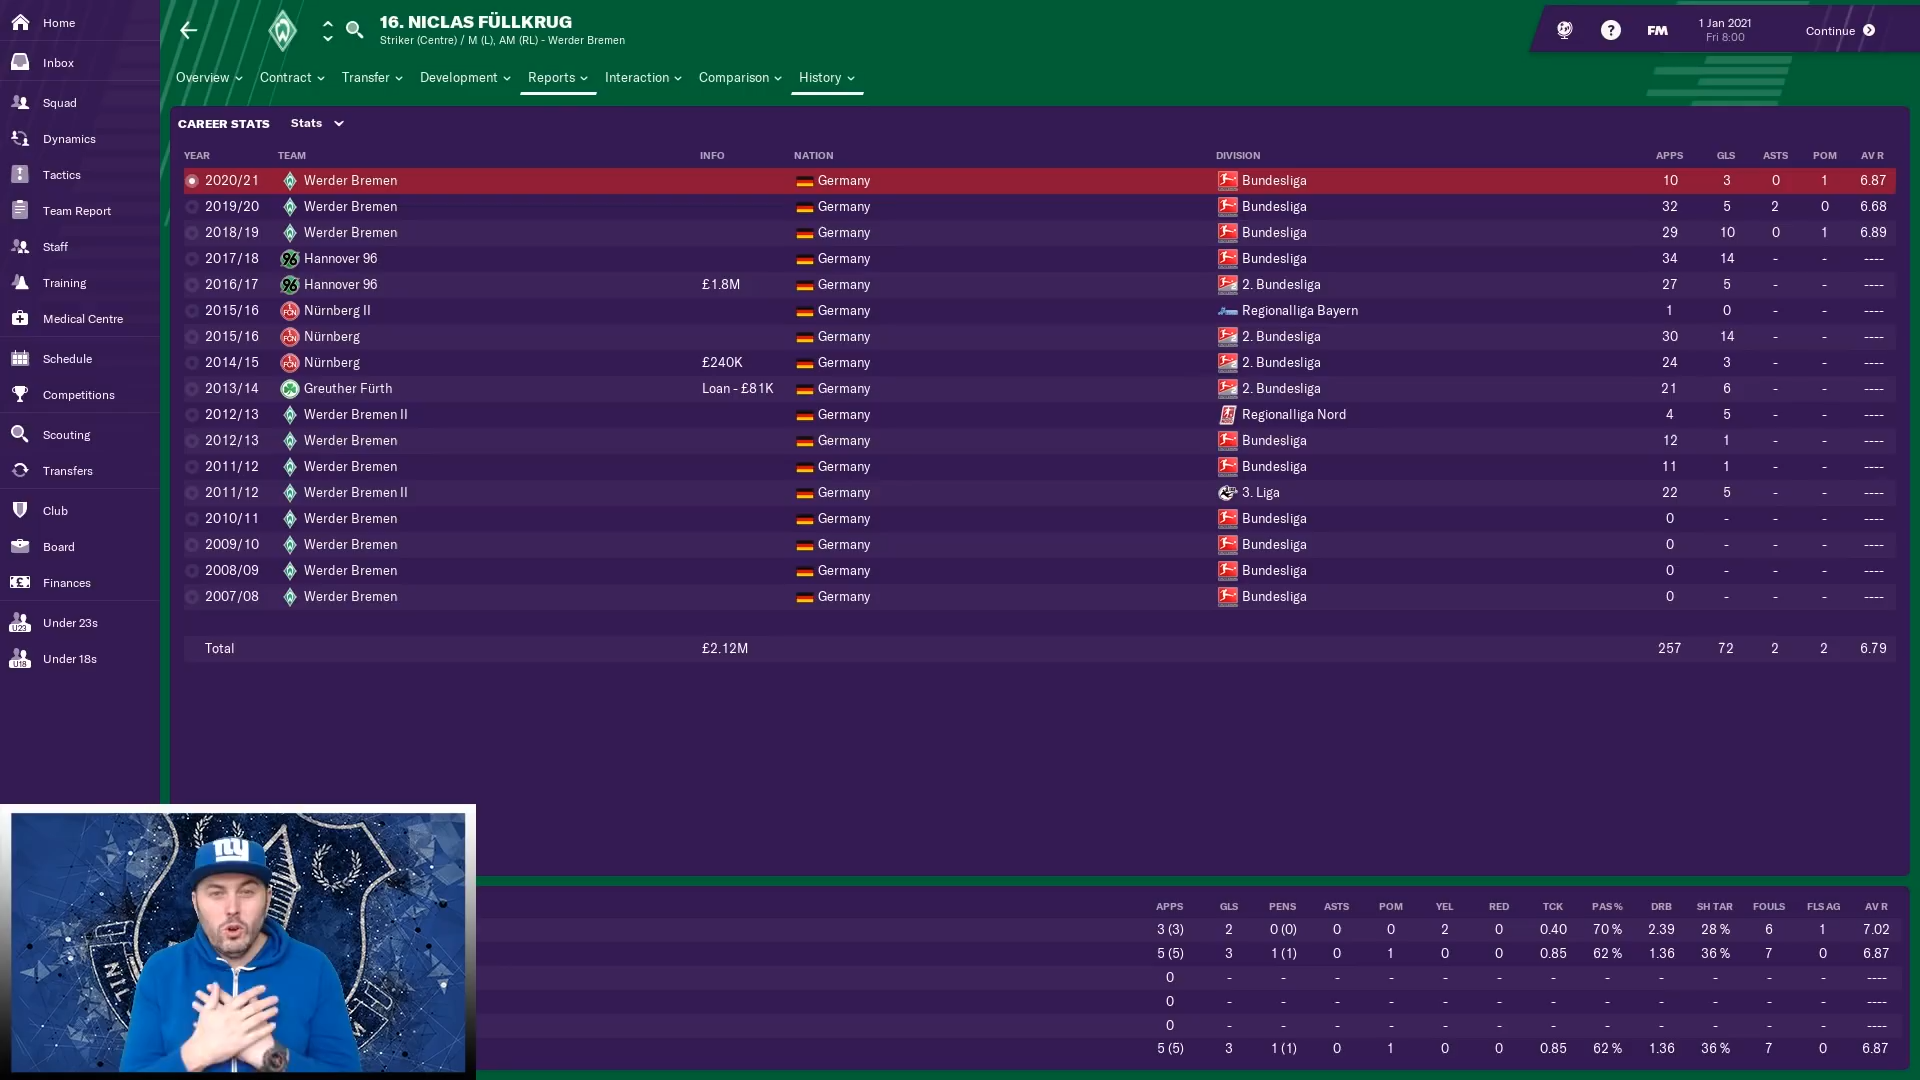 Home
Inbox
Squad
Dynamics
Tactics
Team Report
Staff
Training
Medical Centre
Schedule
Competitions
Scouting
Transfers
Club
Board
Finances
U23 Under 23s
U18 Under 18s
16. NICLAS FÜLLKRUG
Striker (Centre) / M (L), AM (RL) - Werder Bremen
? FM 1 Jan 2021 Continue
Fri 8:00
Overview Contract Transfer Development Reports Interaction Comparison History
CAREER STATS Stats
YEAR TEAM INFO NATION DIVISION APPS GLS ASTS POM AV R
2020/21 Werder Bremen Germany Bundesliga 10 3 0 1 6.87
2019/20 Werder Bremen Germany Bundesliga 32 5 2 0 6.68
2018/19 Werder Bremen Germany Bundesliga 29 10 0 1 6.89
2017/18 Hannover 96 Germany Bundesliga 34 14 - - ----
2016/17 Hannover 96 £1.8M Germany 2. Bundesliga 27 5 - - ----
2015/16 Nürnberg II Germany Regionalliga Bayern 1 0 - - ----
2015/16 Nürnberg Germany 2. Bundesliga 30 14 - - ----
2014/15 Nürnberg £240K Germany 2. Bundesliga 24 3 - - ----
2013/14 Greuther Fürth Loan - £81K Germany 2. Bundesliga 21 6 - - ----
2012/13 Werder Bremen II Germany Regionalliga Nord 4 5 - - ----
2012/13 Werder Bremen Germany Bundesliga 12 1 - - ----
2011/12 Werder Bremen Germany Bundesliga 11 1 - - ----
2011/12 Werder Bremen II Germany 3. Liga 22 5 - - ----
2010/11 Werder Bremen Germany Bundesliga 0 - - - ----
2009/10 Werder Bremen Germany Bundesliga 0 - - - ----
2008/09 Werder Bremen Germany Bundesliga 0 - - - ----
2007/08 Werder Bremen Germany Bundesliga 0 - - - ----
Total £2.12M 257 72 2 2 6.79
APPS GLS PENS ASTS POM YEL RED TCK PAS % DRB SH TAR FOULS FLS AG AV R
3 (3) 2 0 (0) 0 0 2 0 0.40 70 % 2.39 28 % 6 1 7.02
5 (5) 3 1 (1) 0 1 0 0 0.85 62 % 1.36 36 % 7 0 6.87
0 - - - - - - - - - - - - ----
0 - - - - - - - - - - - - ----
0 - - - - - - - - - - - - ----
5 (5) 3 1 (1) 0 1 0 0 0.85 62 % 1.36 36 % 7 0 6.87
ny
NIL